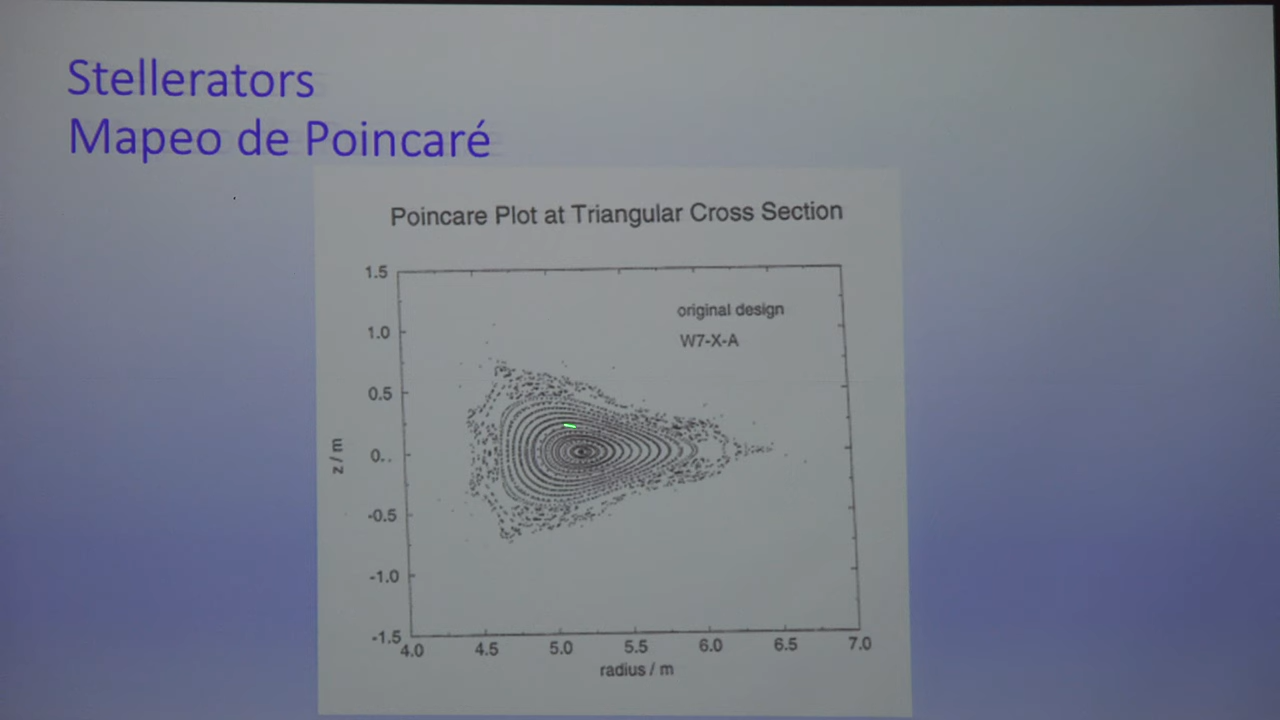 Stellerators
Mapeo de Poincaré
Poincare Plot at Triangular Cross Section
original design
W7-X-A
1.5
1.0
0.5
0.
-0.5
-1.0
-1.5
z / m
4.0 4.5 5.0 5.5 6.0 6.5 7.0
radius / m